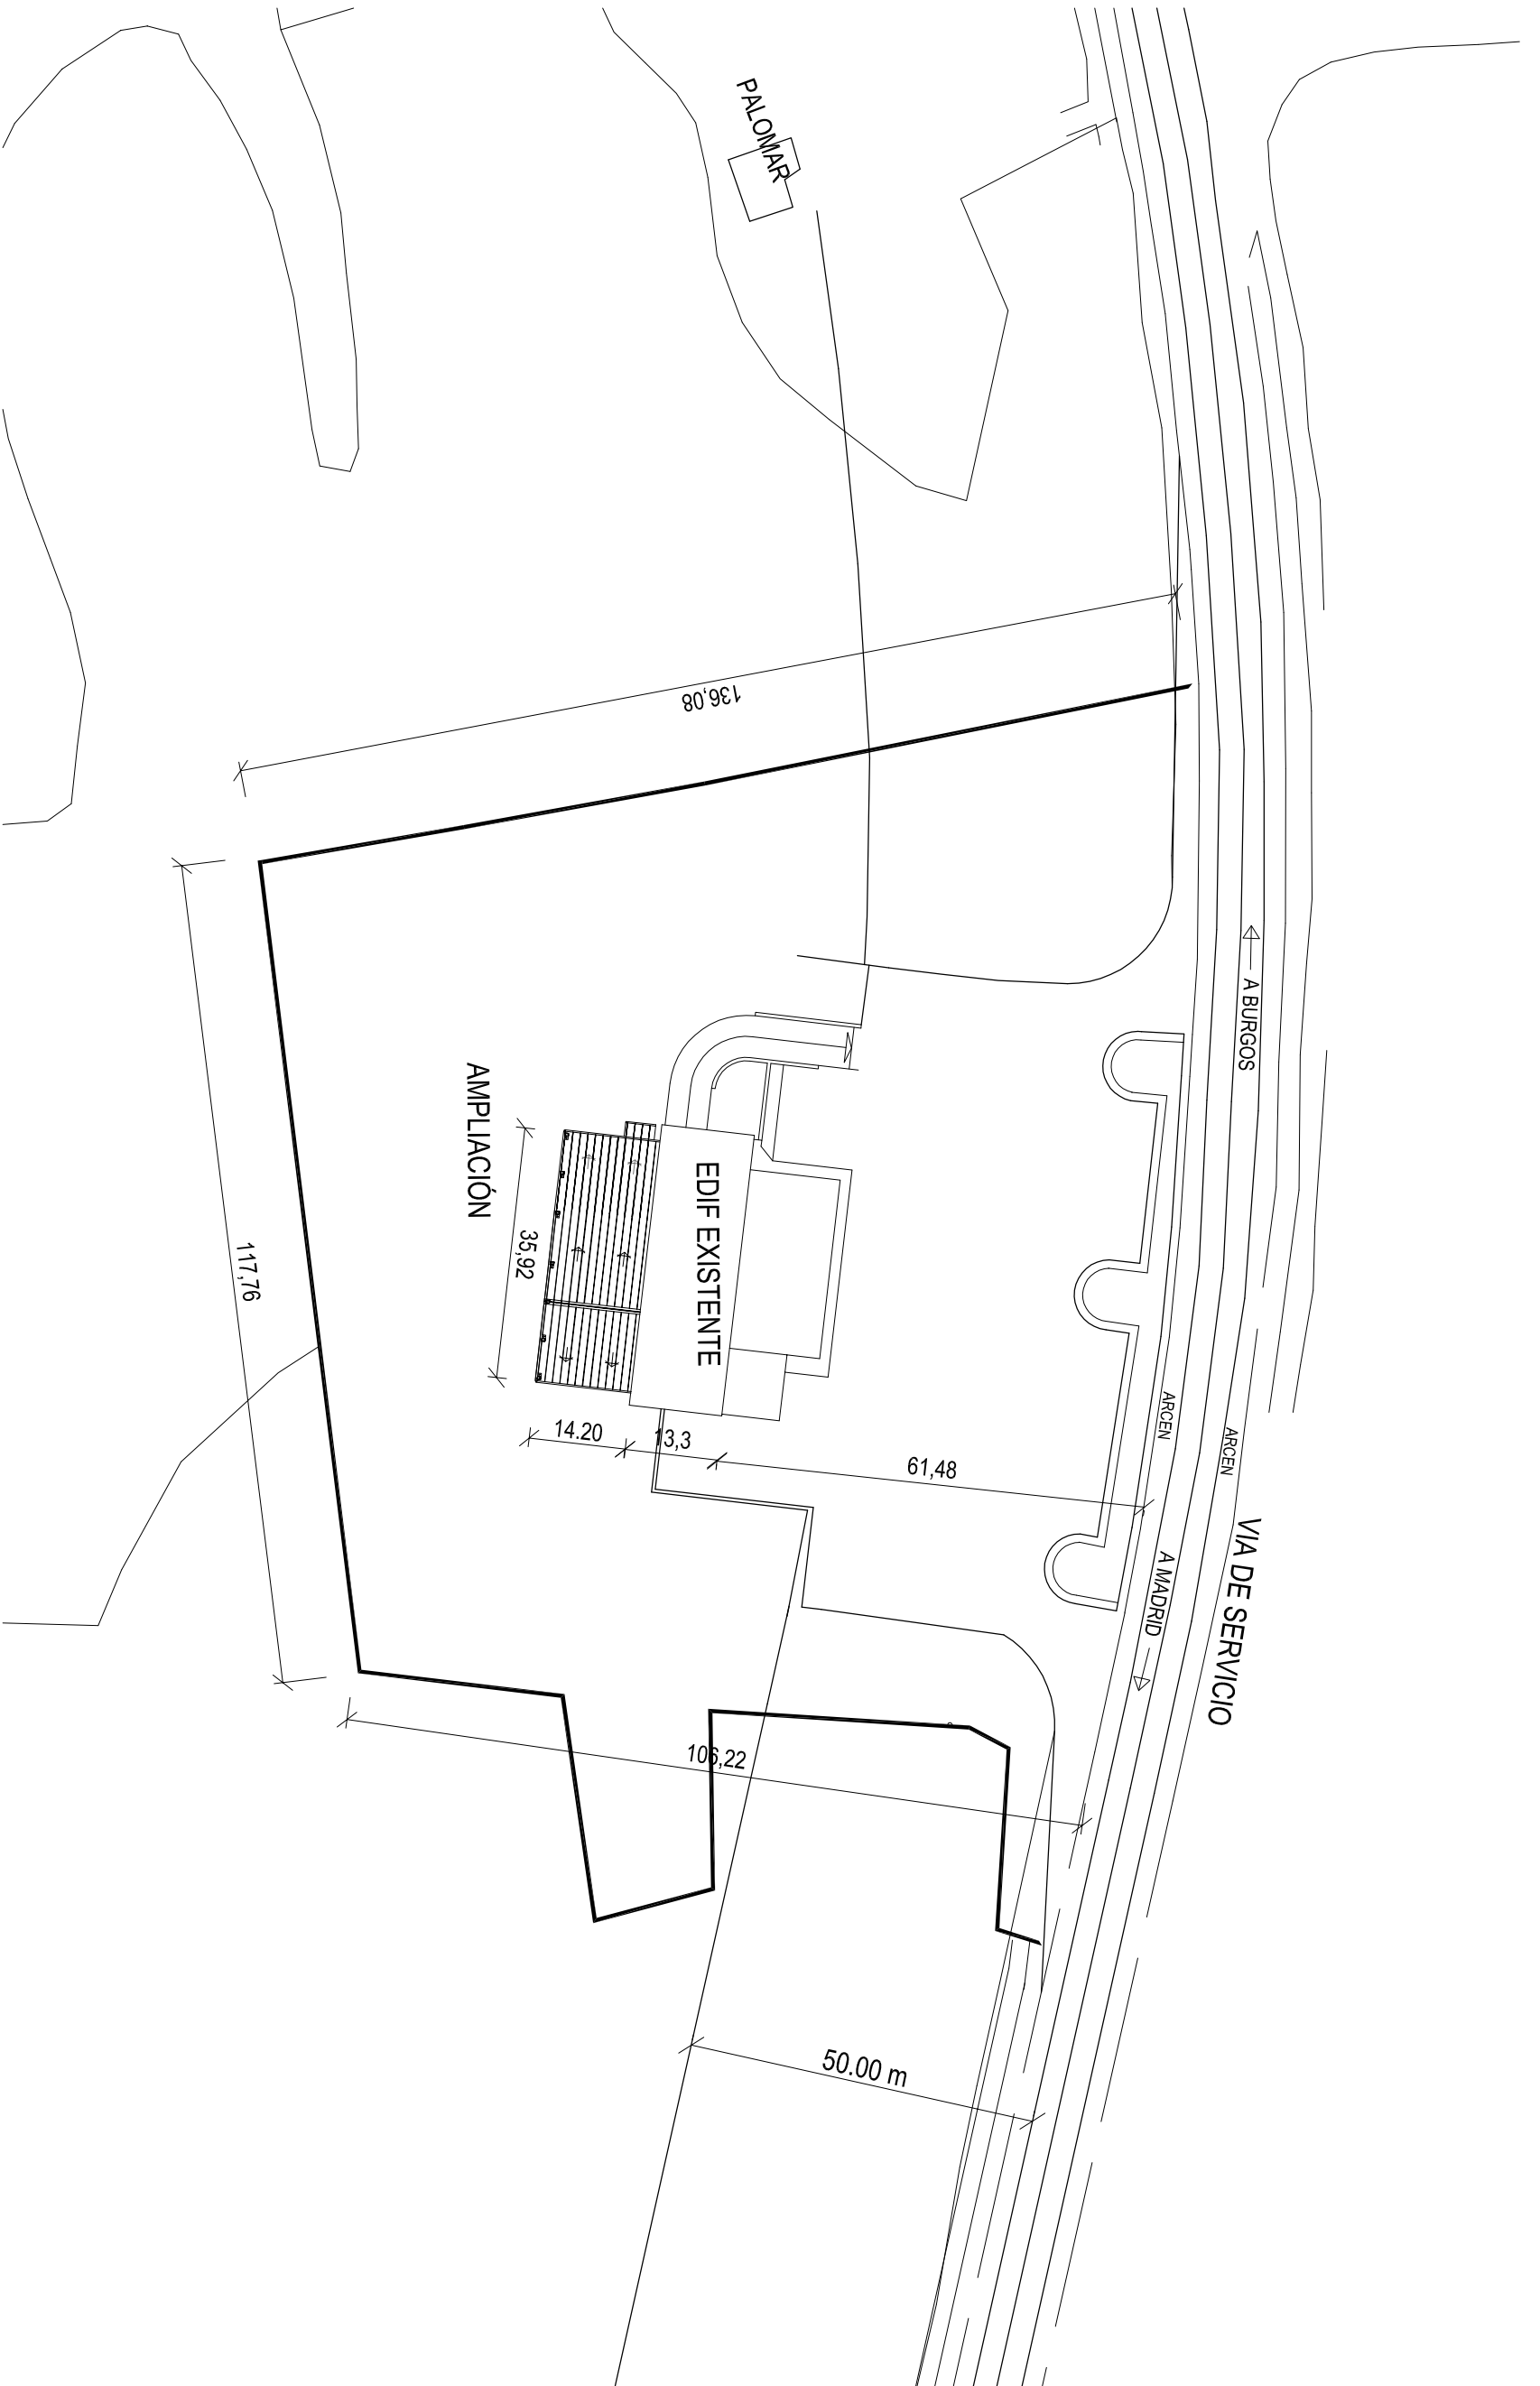 PALOMAR
136,08
A BURGOS
AMPLIACIÓN
EDIF EXISTENTE
35,92
117,76
ARCEN
ARCEN
14.20
13,3
61,48
VIA DE SERVICIO
A MADRID
106,22
50.00 m